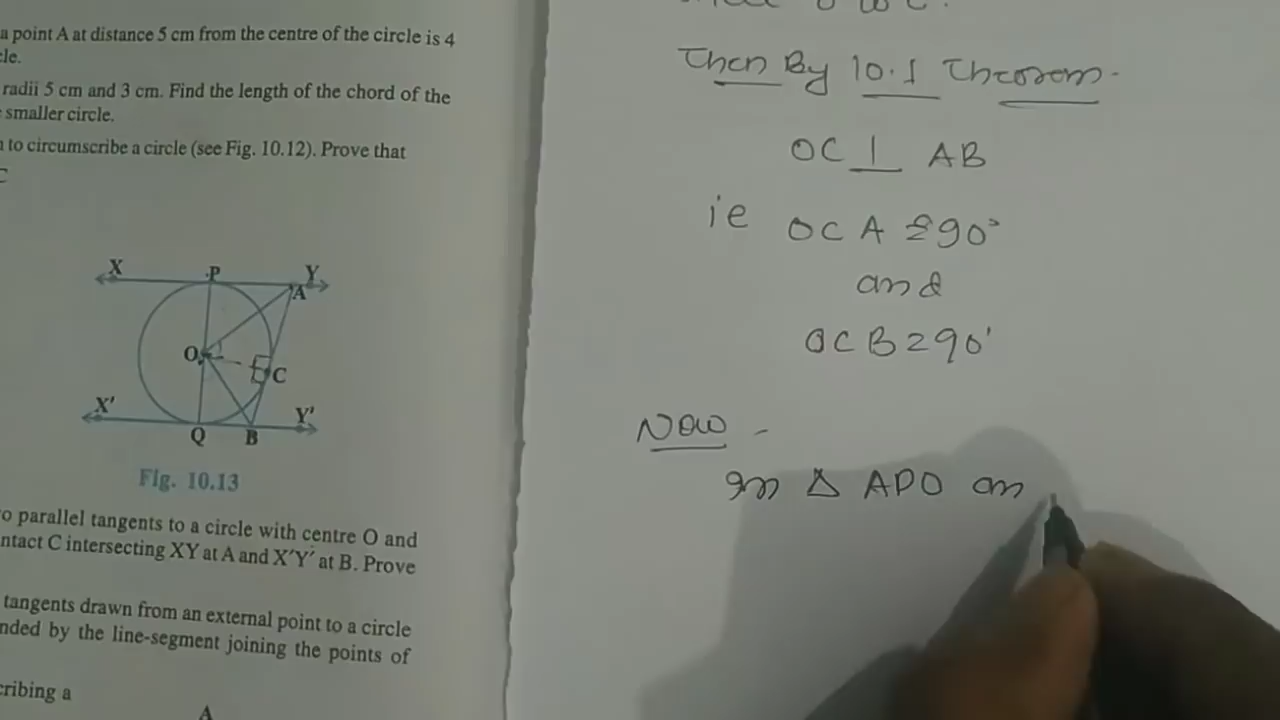 a point A at distance 5 cm from the centre of the circle is 4
cle.
radii 5 cm and 3 cm. Find the length of the chord of the
smaller circle.
to circumscribe a circle (see Fig. 10.12). Prove that
C
X P Y
A
O
C
X' Y'
Q B
Fig. 10.13
o parallel tangents to a circle with centre O and
ntact C intersecting XY at A and X'Y' at B. Prove
tangents drawn from an external point to a circle
nded by the line-segment joining the points of
cribing a
A
Then By 10.1 Theorem-
OC ⊥ AB
ie OCA = 90°
and
OCB = 90°
Now -
In Δ APO an